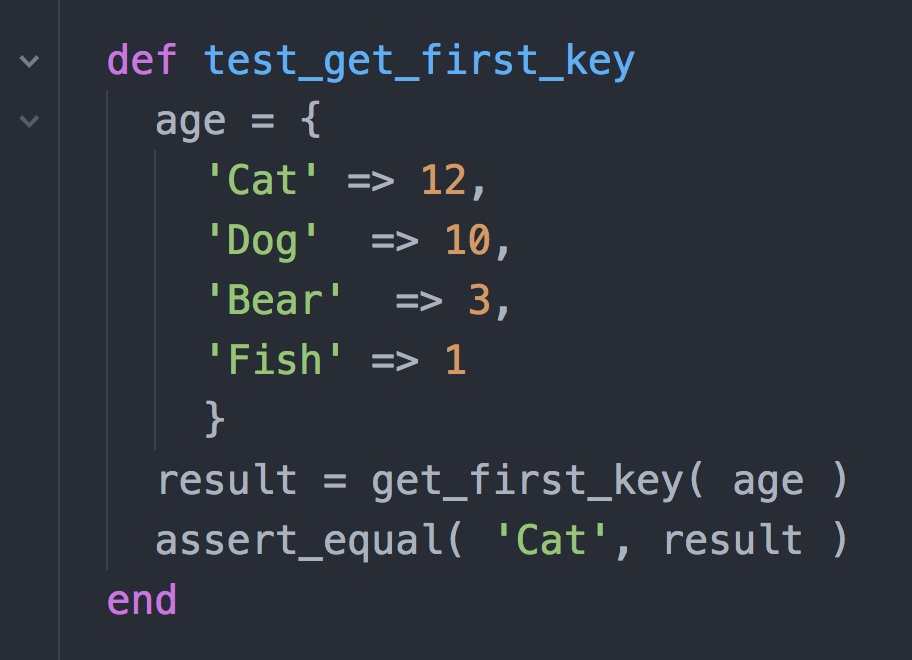 def test_get_first_key
  age = {
    'Cat' => 12,
    'Dog'  => 10,
    'Bear'  => 3,
    'Fish' => 1
    }
  result = get_first_key( age )
  assert_equal( 'Cat', result )
end